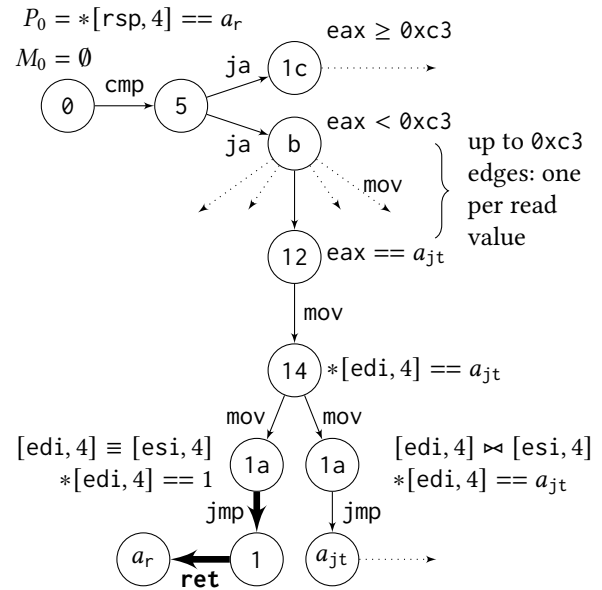 P₀ = *[rsp, 4] == aᵣ
M₀ = ∅
eax ≥ 0xc3
0 cmp 5 ja 1c
ja b eax < 0xc3
mov
up to 0xc3
edges: one
per read
value
12 eax == a_jt
mov
14 *[edi, 4] == a_jt
mov mov
[edi, 4] ≡ [esi, 4] 1a 1a [edi, 4] ⋈ [esi, 4]
*[edi, 4] == 1 *[edi, 4] == a_jt
jmp jmp
aᵣ ret 1 a_jt